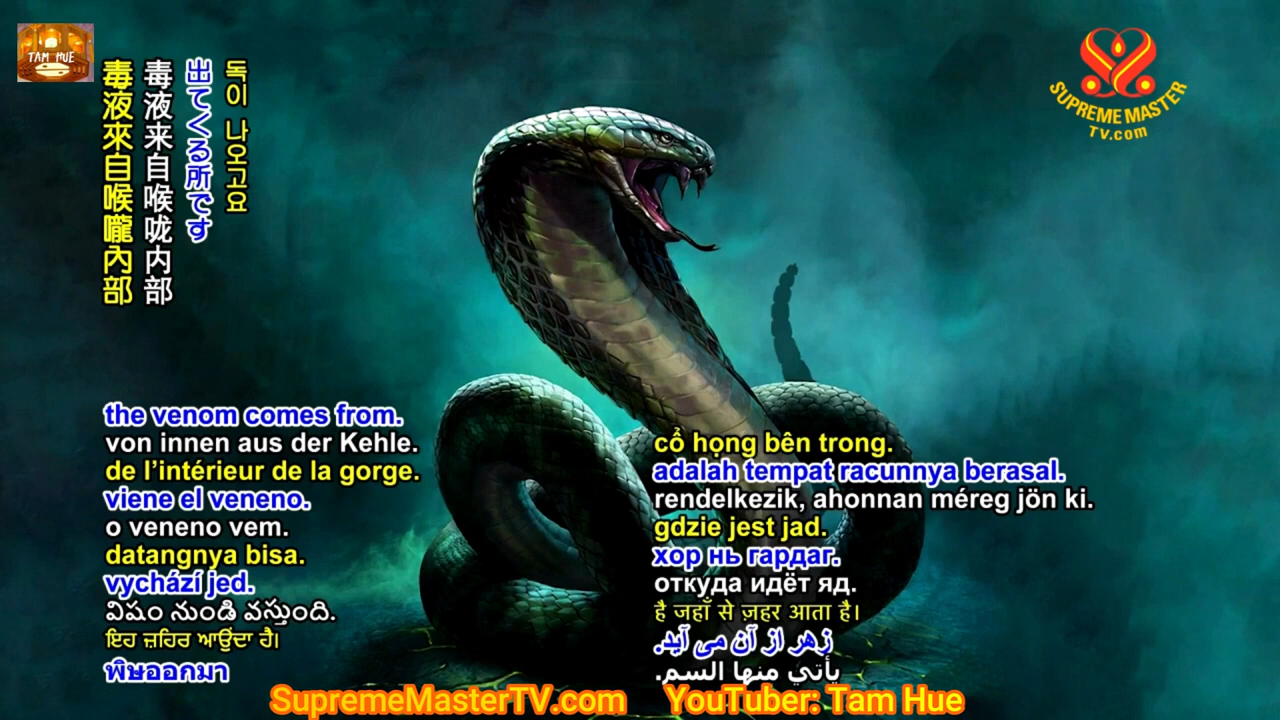 TAM HUE
毒液來自喉嚨內部
毒液来自喉咙内部
出てくる所です
독이 나오고요
SUPREME MASTER
TV.com
the venom comes from.
von innen aus der Kehle.
de l’intérieur de la gorge.
viene el veneno.
o veneno vem.
datangnya bisa.
vychází jed.
విషం నుండి వస్తుంది.
ਇਹ ਜ਼ਹਿਰ ਆਉਂਦਾ ਹੈ।
พิษออกมา
cổ họng bên trong.
adalah tempat racunnya berasal.
rendelkezik, ahonnan méreg jön ki.
gdzie jest jad.
хор нь гардаг.
откуда идёт яд.
है जहाँ से ज़हर आता है।
زهر از آن می آید.
يأتي منها السم.
SupremeMasterTV.com
YouTuber: Tam Hue